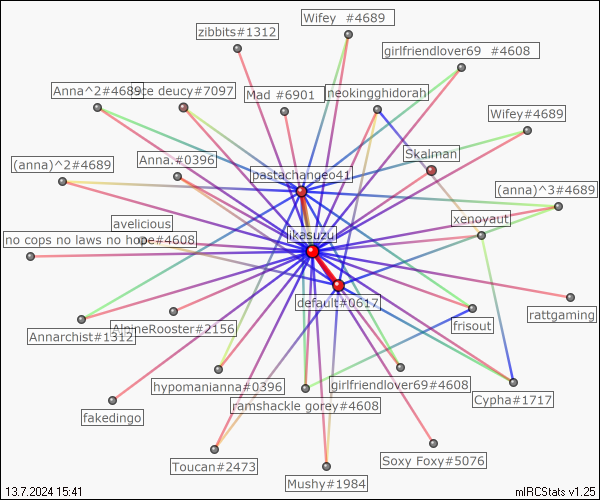 Wifey  #4689
zibbits#1312
girlfriendlover69  #4608
Anna^2#4689
ace deucy#7097
Mad #6901
neokingghidorah
Wifey#4689
(anna)^2#4689
Anna.#0396
Skalman
pastachangeo41
(anna)^3#4689
avelicious
xenoyaut
no cops no laws no hope#4608
likasuzu
default#0617
rattgaming
Annarchist#1312
AlpineRooster#2156
frisout
hypomanianna#0396
girlfriendlover69#4608
Cypha#1717
fakedingo
ramshackle gorey#4608
Toucan#2473
Mushy#1984
Soxy Foxy#5076
13.7.2024 15:41
mIRCStats v1.25